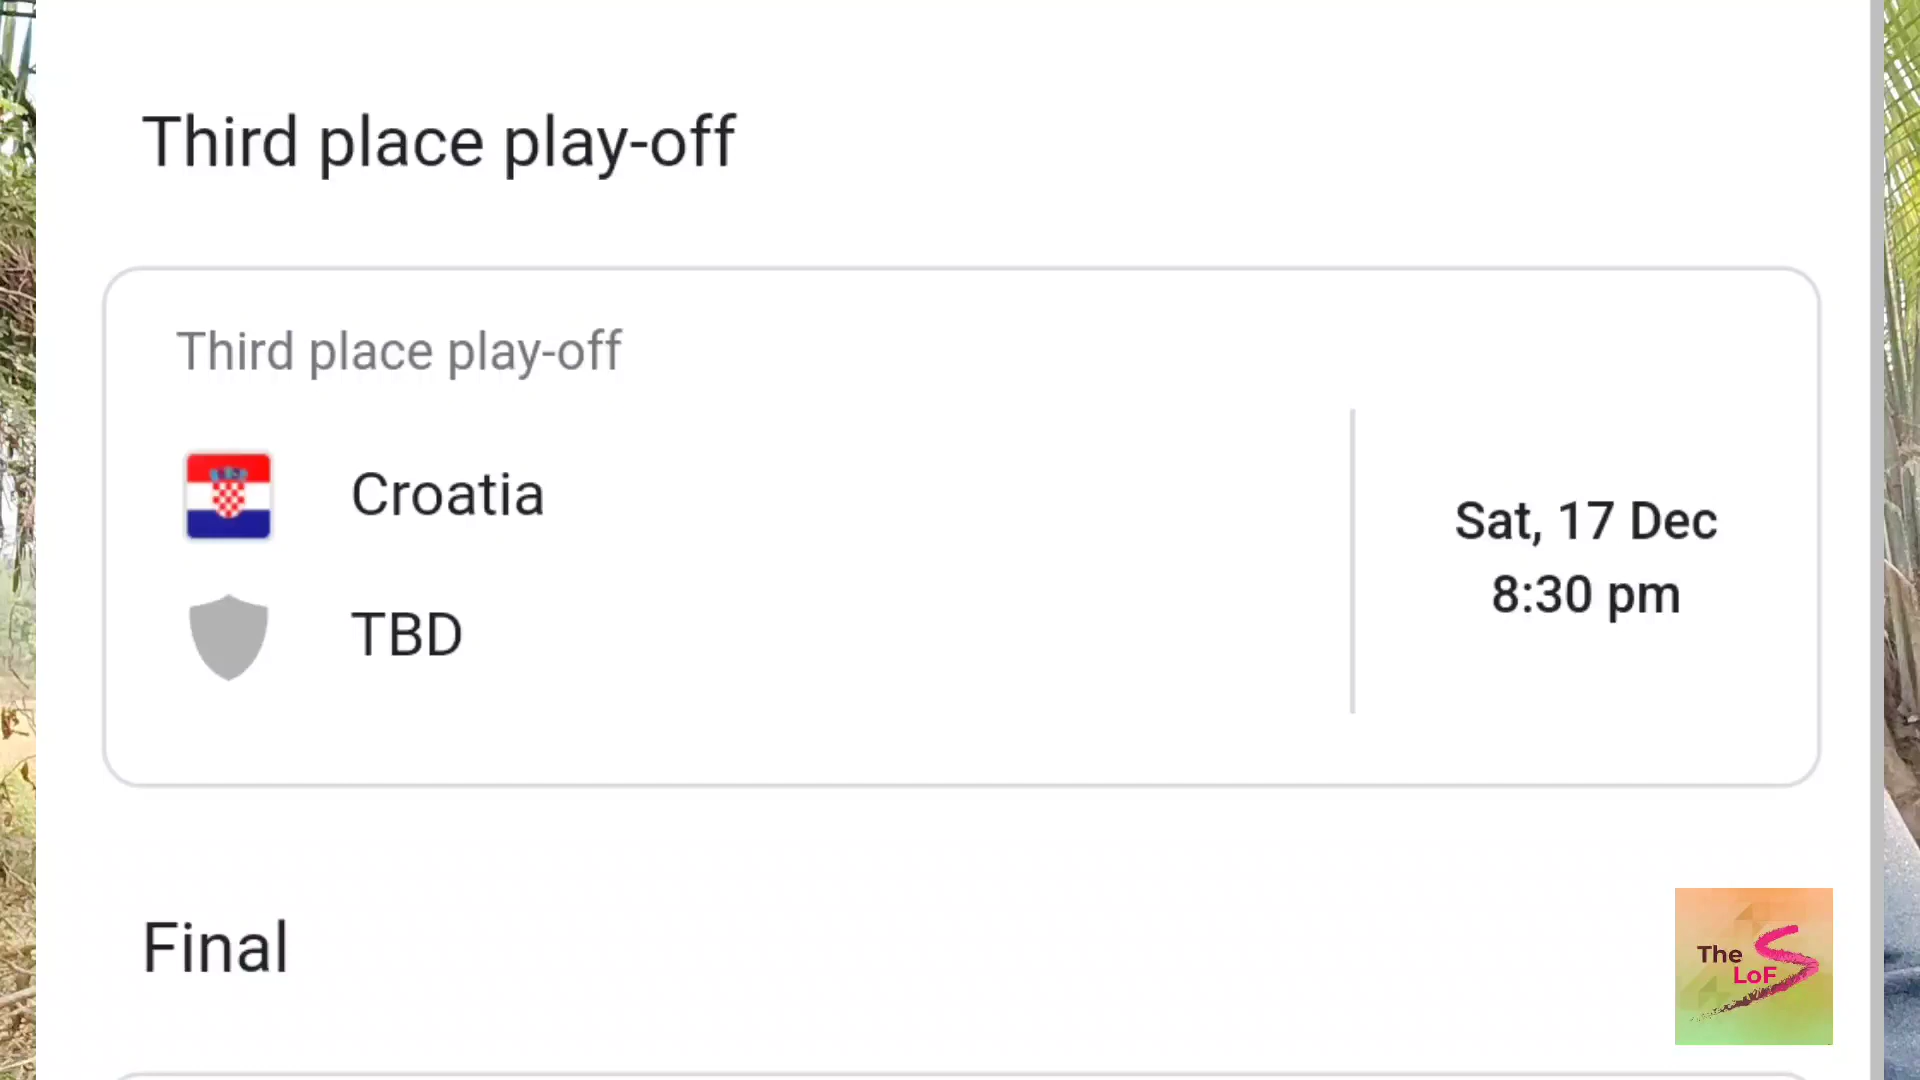 Third place play-off
Third place play-off
Croatia
TBD
Sat, 17 Dec
8:30 pm
Final
The
LoF
S